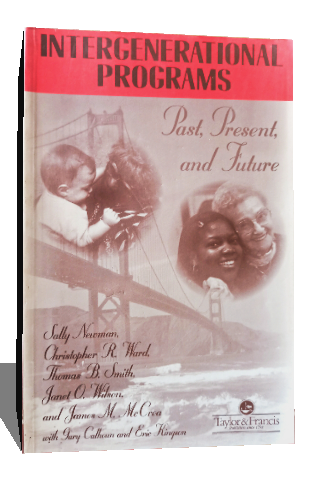 INTERGENERATIONAL
PROGRAMS
Past, Present,
and Future
Sally Newman,
Christopher R. Ward,
Thomas B. Smith,
Janet O. Wilson,
and James M. McCrea
with Gary Calhoun and Eric Kingson
Taylor & Francis